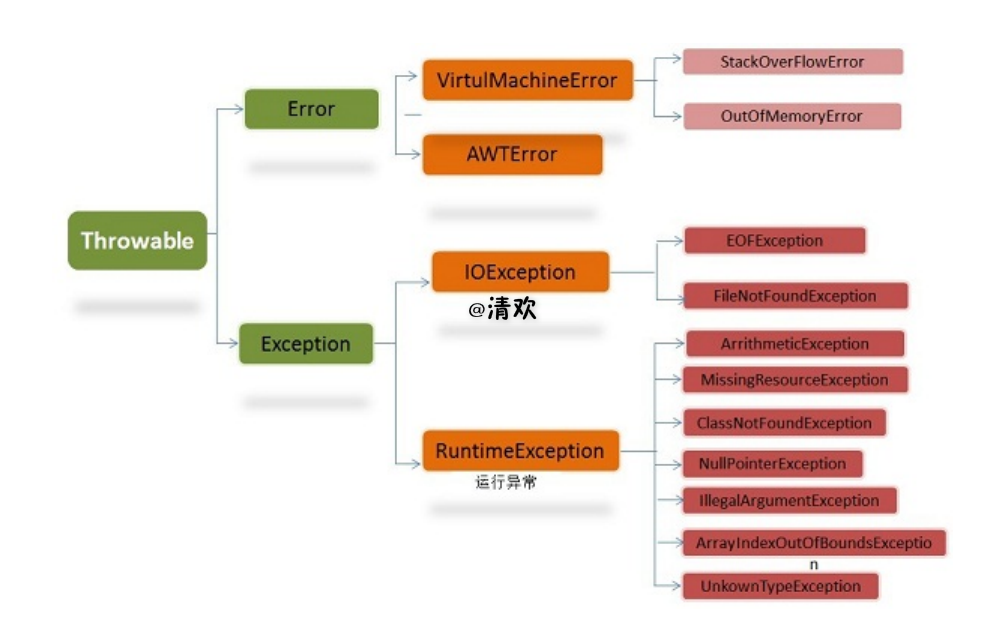 Throwable
Error
VirtulMachineError
StackOverFlowError
OutOfMemoryError
AWTError
Exception
IOException
@清欢
EOFException
FileNotFoundException
RuntimeException
运行异常
ArrithmeticException
MissingResourceException
ClassNotFoundException
NullPointerException
IllegalArgumentException
ArrayIndexOutOfBoundsExceptio
n
UnkownTypeException